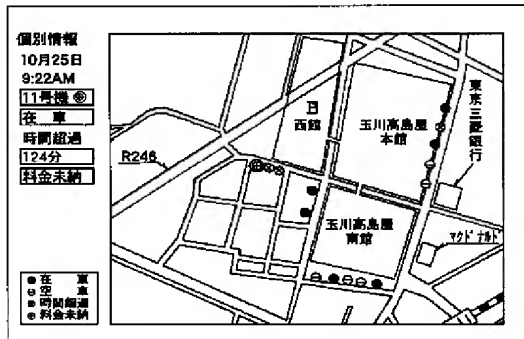 個別情報
10月25日
9:22AM
11号機
在 車
時間超過
124分
料金未納
R246
西館
玉川高島屋
本館
東京三菱銀行
玉川高島屋
南館
マクドナルド
在 車
空 車
時間超過
料金未納